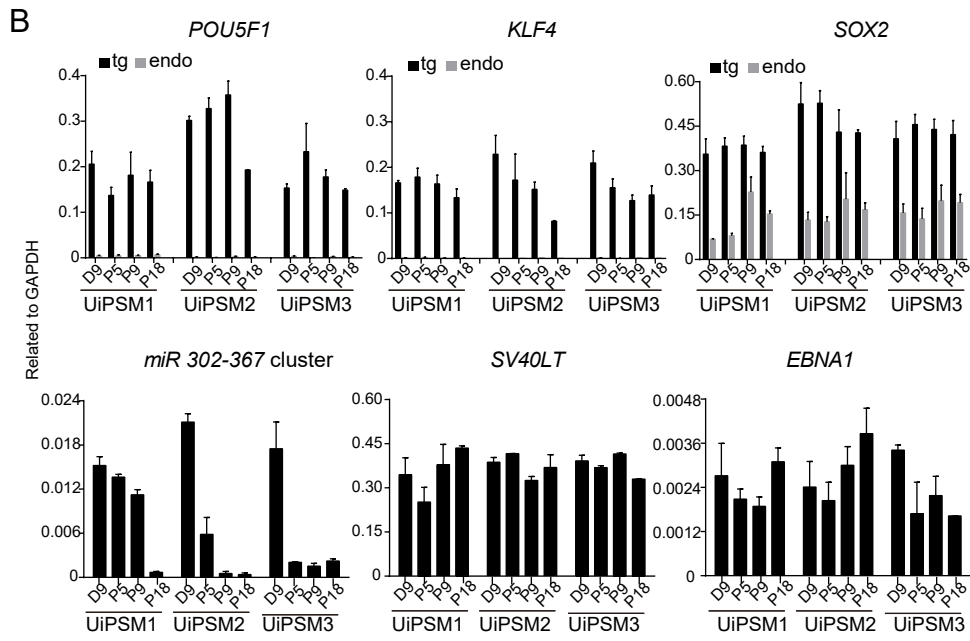 B
POU5F1
KLF4
SOX2
tg endo
tg endo
tg endo
0.4
0.3
0.2
0.1
0
0.4
0.3
0.2
0.1
0
0.60
0.45
0.30
0.15
0
D9 P5 P9 P18 D9 P5 P9 P18 D9 P5 P9 P18
UiPSM1 UiPSM2 UiPSM3
D9 P5 P9 P18 D9 P5 P9 P18 D9 P5 P9 P18
UiPSM1 UiPSM2 UiPSM3
D9 P5 P9 P18 D9 P5 P9 P18 D9 P5 P9 P18
UiPSM1 UiPSM2 UiPSM3
Related to GAPDH
miR 302-367 cluster
SV40LT
EBNA1
0.024
0.018
0.012
0.006
0
0.60
0.45
0.30
0.15
0
0.0048
0.0036
0.0024
0.0012
0
D9 P5 P9 P18 D9 P5 P9 P18 D9 P5 P9 P18
UiPSM1 UiPSM2 UiPSM3
D9 P5 P9 P18 D9 P5 P9 P18 D9 P5 P9 P18
UiPSM1 UiPSM2 UiPSM3
D9 P5 P9 P18 D9 P5 P9 P18 D9 P5 P9 P18
UiPSM1 UiPSM2 UiPSM3